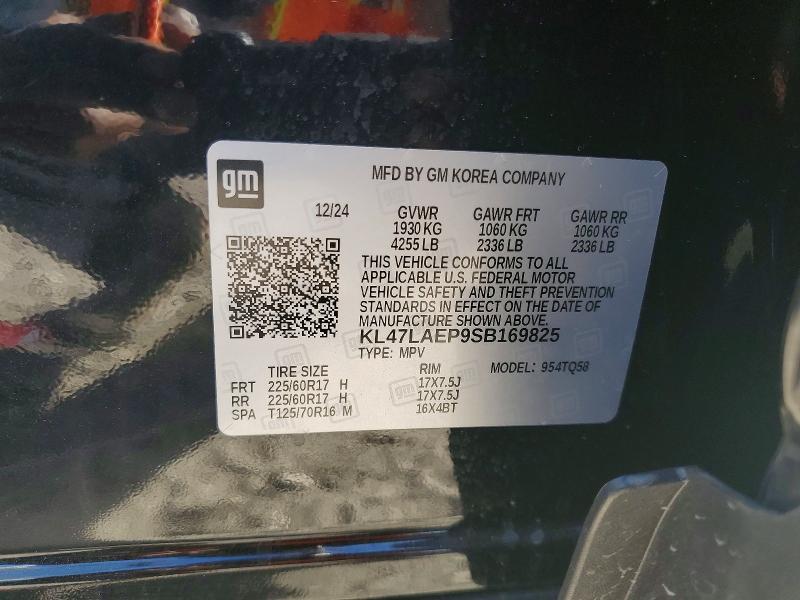 gm
MFD BY GM KOREA COMPANY
12/24 GVWR GAWR FRT GAWR RR
1930 KG 1060 KG 1060 KG
4255 LB 2336 LB 2336 LB
THIS VEHICLE CONFORMS TO ALL
APPLICABLE U.S. FEDERAL MOTOR
VEHICLE SAFETY AND THEFT PREVENTION
STANDARDS IN EFFECT ON THE DATE OF
MANUFACTURE SHOWN ABOVE.
KL47LAEP9SB169825
TYPE: MPV
TIRE SIZE RIM MODEL: 954TQ58
FRT 225/60R17 H 17X7.5J
RR 225/60R17 H 17X7.5J
SPA T125/70R16 M 16X4BT